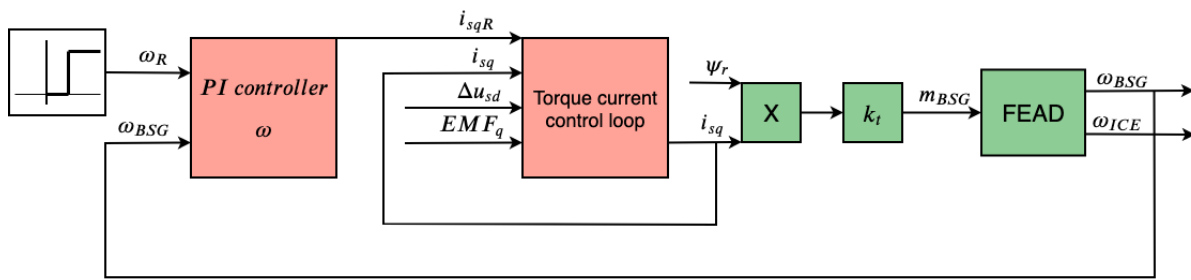 ω_R
ω_BSG
PI controller
ω
i_sqR
i_sq
Δu_sd
EMF_q
Torque current
control loop
i_sq
ψ_r
X
k_t
m_BSG
FEAD
ω_BSG
ω_ICE